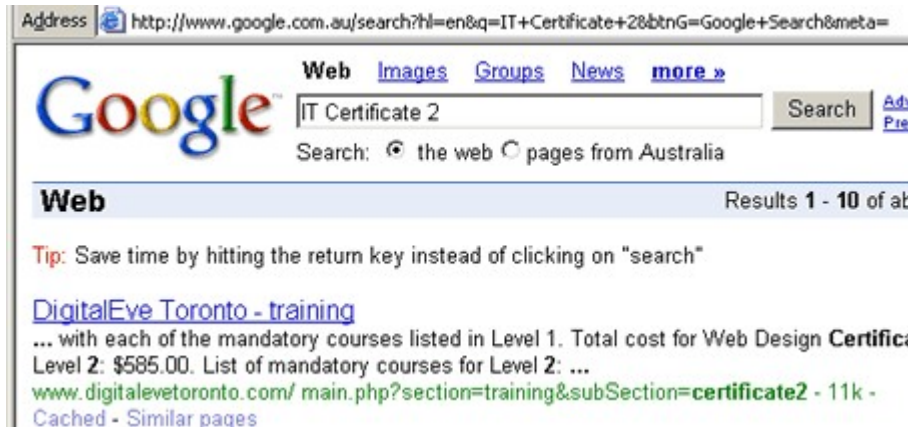 Address http://www.google.com.au/search?hl=en&q=IT+Certificate+2&btnG=Google+Search&meta=
Web Images Groups News more »
Google™
IT Certificate 2 Search
Search: the web pages from Australia
Web Results 1 - 10 of
Tip: Save time by hitting the return key instead of clicking on "search"
DigitalEve Toronto - training
... with each of the mandatory courses listed in Level 1. Total cost for Web Design
Level 2: $585.00. List of mandatory courses for Level 2: ...
www.digitalevetoronto.com/ main.php?section=training&subSection=certificate2 - 11k -
Cached - Similar pages